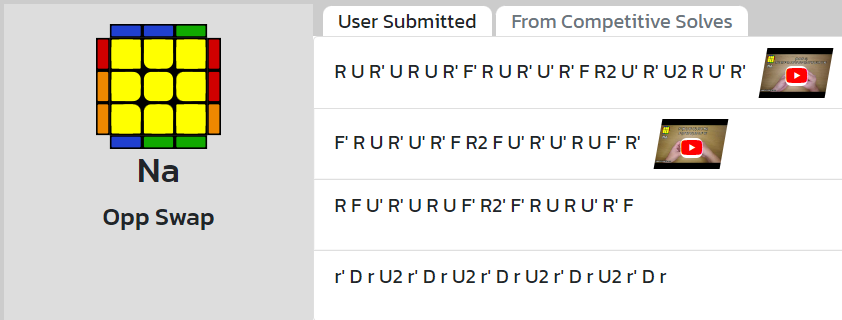 User Submitted
From Competitive Solves
R U R' U R U R' F' R U R' U' R' F R2 U' R' U2 R U' R'
Na
Opp Swap
F' R U R' U' R' F R2 F U' R' U' R U F' R'
R F U' R' U R U F' R2' F' R U R U' R' F
r' D r U2 r' D r U2 r' D r U2 r' D r U2 r' D r